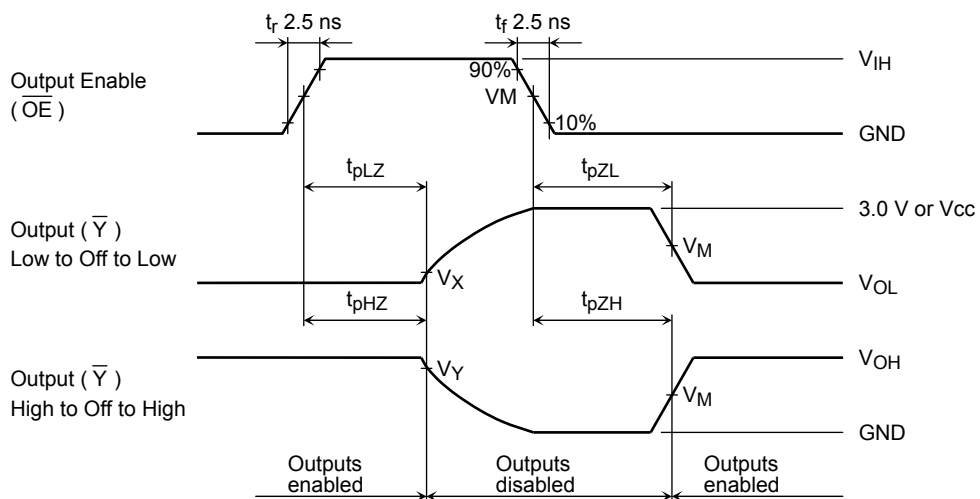 tr 2.5 ns
tf 2.5 ns
Output Enable
( OE )
90%
VM
10%
VIH
GND
tpLZ
tpZL
3.0 V or Vcc
Output ( Y )
Low to Off to Low
VX
VM
VOL
tpHZ
tpZH
Output ( Y )
High to Off to High
VY
VM
VOH
GND
Outputs
enabled
Outputs
disabled
Outputs
enabled